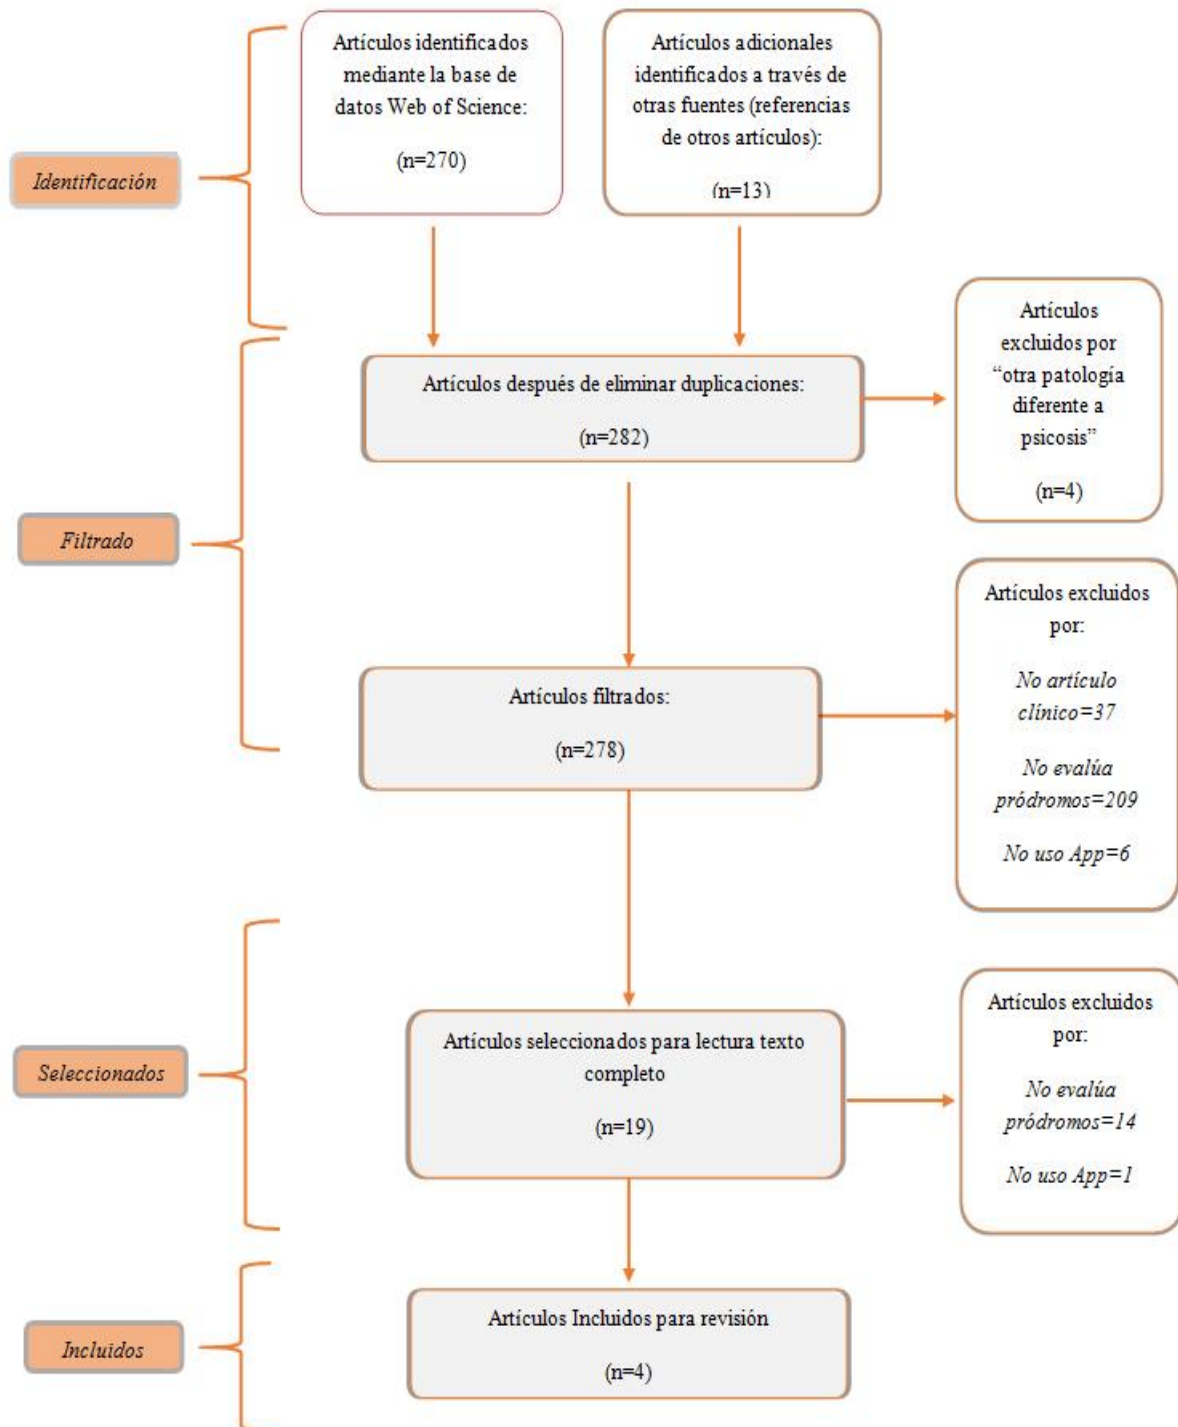 Artículos identificados
mediante la base de
datos Web of Science:
(n=270)
Artículos adicionales
identificados a través de
otras fuentes (referencias
de otros artículos):
(n=13)
Identificación
Artículos después de eliminar duplicaciones:
(n=282)
Artículos
excluidos por
“otra patología
diferente a
psicosis”
(n=4)
Filtrado
Artículos filtrados:
(n=278)
Artículos excluidos
por:
No artículo
clínico=37
No evalúa
pródromos=209
No uso App=6
Seleccionados
Artículos seleccionados para lectura texto
completo
(n=19)
Artículos excluidos
por:
No evalúa
pródromos=14
No uso App=1
Incluidos
Artículos Incluidos para revisión
(n=4)